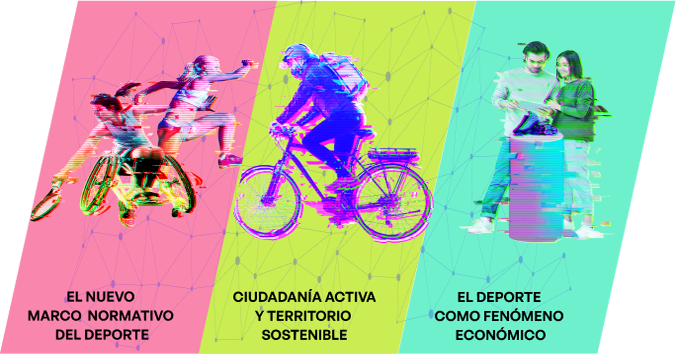 EL NUEVO
MARCO NORMATIVO
DEL DEPORTE
CIUDADANÍA ACTIVA
Y TERRITORIO
SOSTENIBLE
EL DEPORTE
COMO FENÓMENO
ECONÓMICO